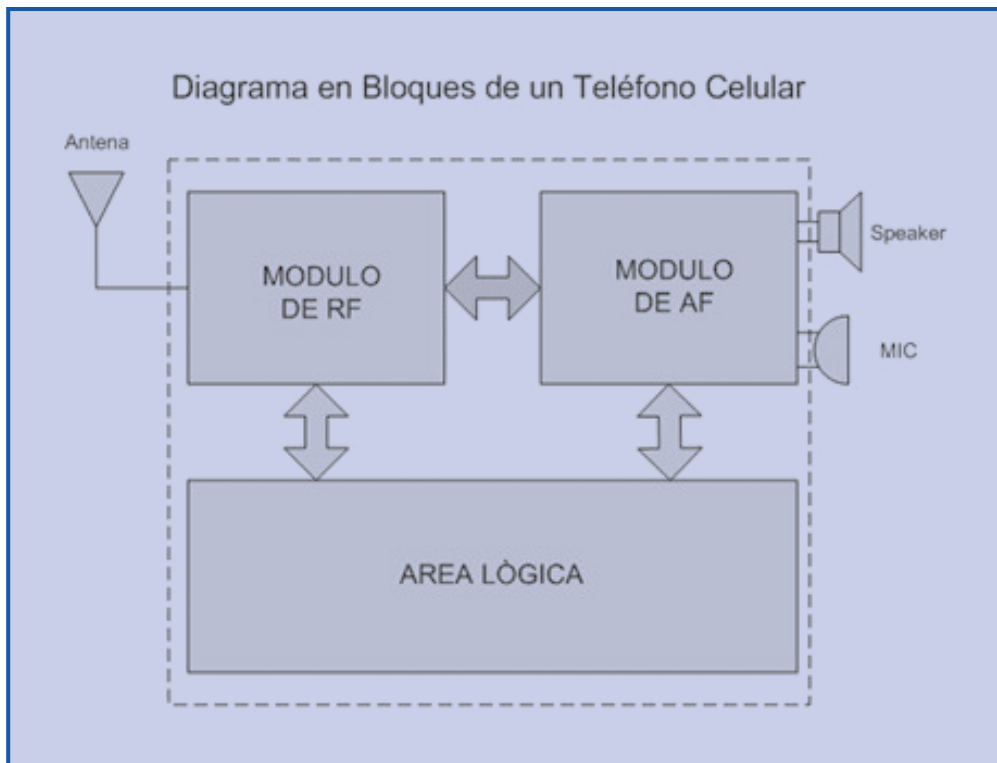 Diagrama en Bloques de un Teléfono Celular
Antena
MODULO
DE RF
MODULO
DE AF
Speaker
MIC
AREA LÒGICA